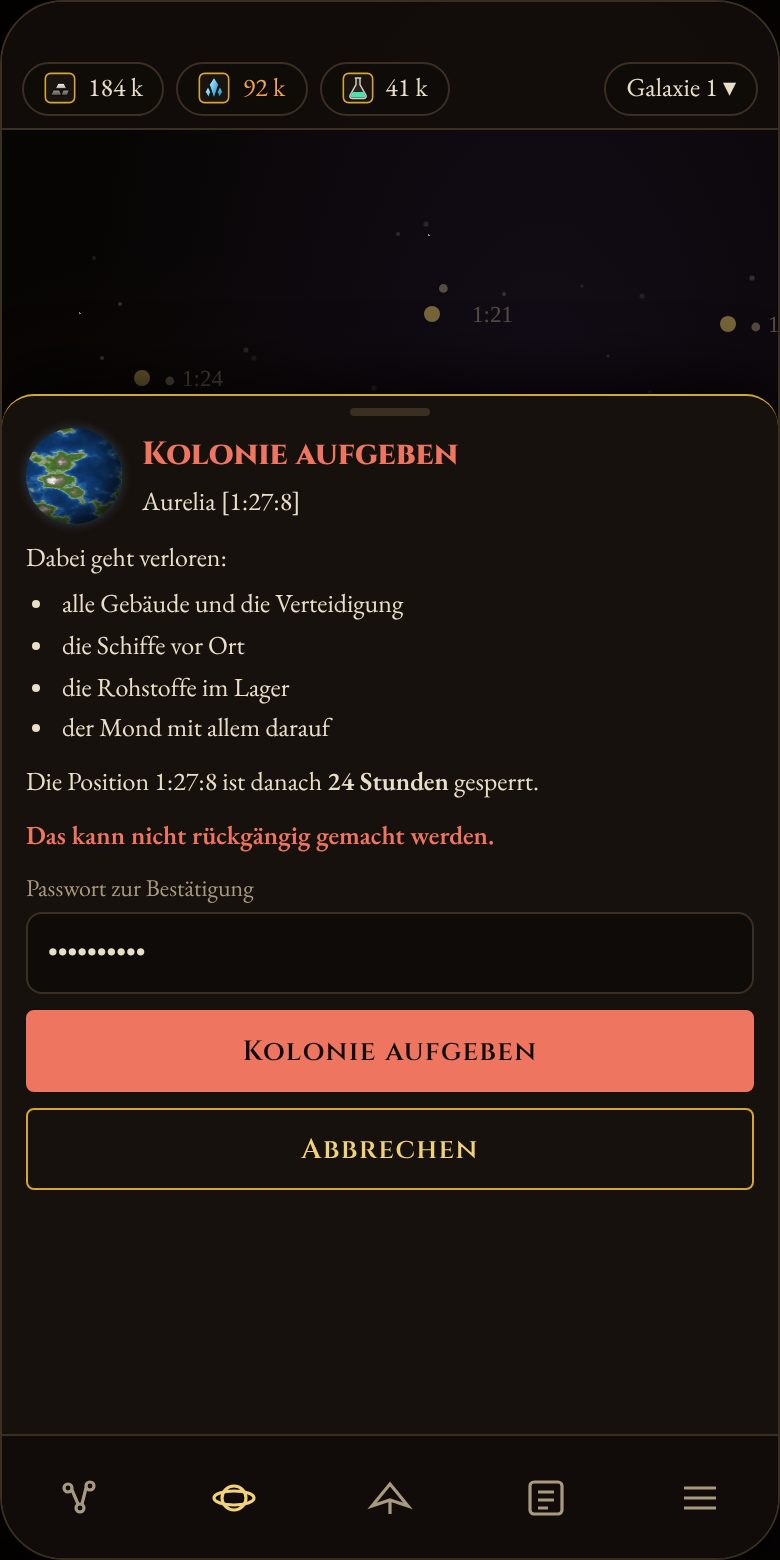 184 k
92 k
41 k
Galaxie 1 ▼
1:21
1
1:24
Kolonie aufgeben
Aurelia [1:27:8]
Dabei geht verloren:
• alle Gebäude und die Verteidigung
• die Schiffe vor Ort
• die Rohstoffe im Lager
• der Mond mit allem darauf
Die Position 1:27:8 ist danach 24 Stunden gesperrt.
Das kann nicht rückgängig gemacht werden.
Passwort zur Bestätigung
••••••••••
Kolonie aufgeben
Abbrechen